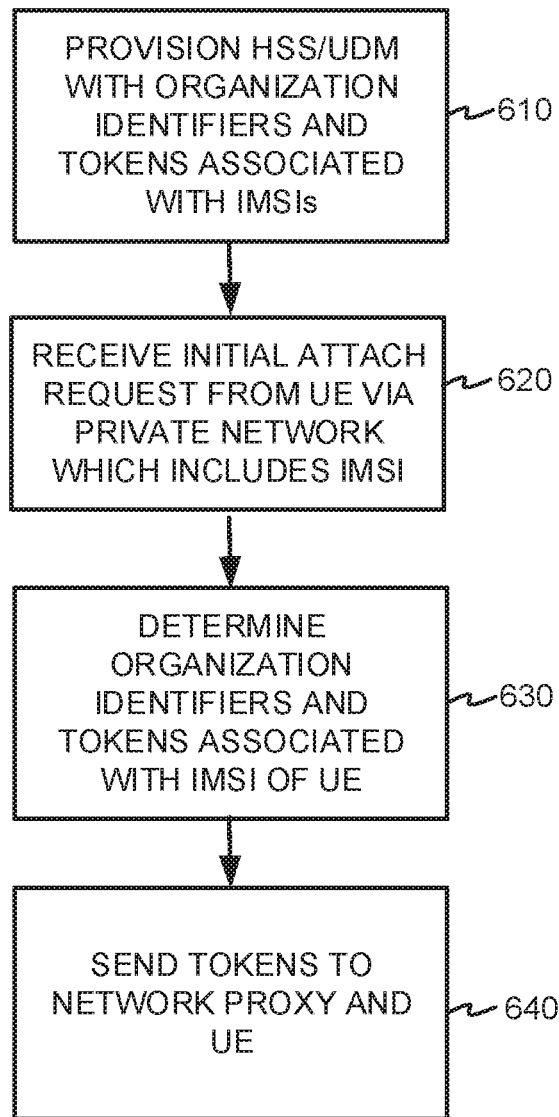 PROVISION HSS/UDM
WITH ORGANIZATION
IDENTIFIERS AND
TOKENS ASSOCIATED
WITH IMSIs
610
RECEIVE INITIAL ATTACH
REQUEST FROM UE VIA
PRIVATE NETWORK
WHICH INCLUDES IMSI
620
DETERMINE
ORGANIZATION
IDENTIFIERS AND
TOKENS ASSOCIATED
WITH IMSI OF UE
630
SEND TOKENS TO
NETWORK PROXY AND
UE
640